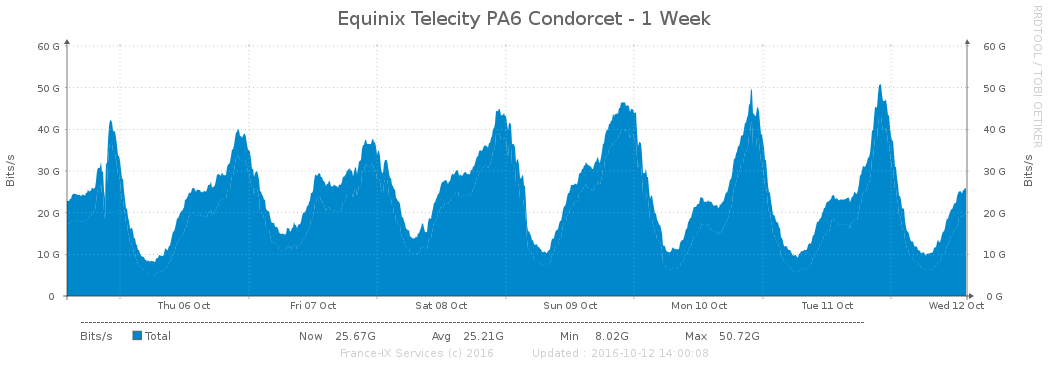 Equinix Telecity PA6 Condorcet - 1 Week
RRDTOOL / TOBI OETIKER
60 G 60 G
50 G 50 G
40 G 40 G
30 G 30 G
20 G 20 G
10 G 10 G
0 0 G
Bits/s
Bits/s
Thu 06 Oct Fri 07 Oct Sat 08 Oct Sun 09 Oct Mon 10 Oct Tue 11 Oct Wed 12 Oct
Bits/s Total Now 25.67G Avg 25.21G Min 8.02G Max 50.72G
France-IX Services (c) 2016 Updated : 2016-10-12 14:00:08